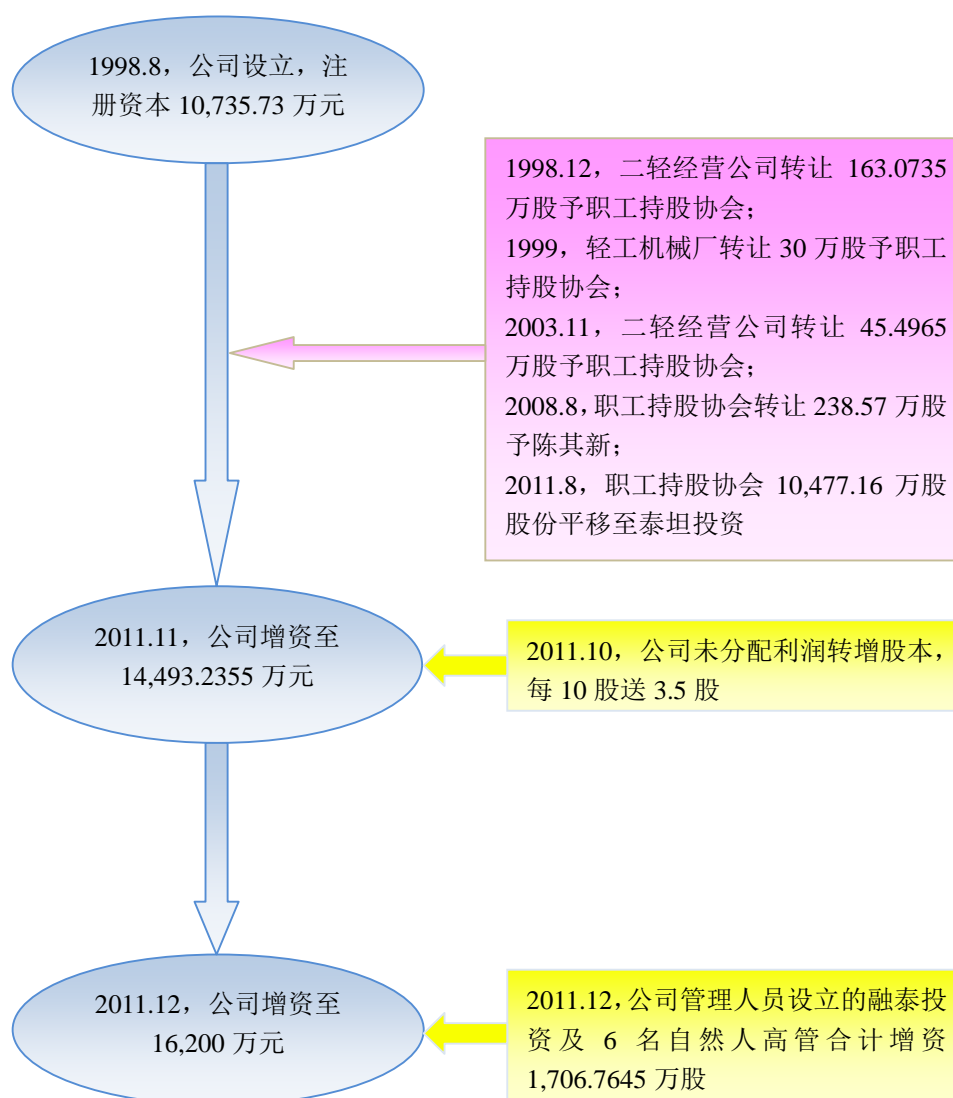 1998.8，公司设立，注
册资本 10,735.73 万元
1998.12，二轻经营公司转让 163.0735
万股予职工持股协会；
1999，轻工机械厂转让 30 万股予职工
持股协会；
2003.11，二轻经营公司转让 45.4965
万股予职工持股协会；
2008.8，职工持股协会转让 238.57 万股
予陈其新；
2011.8，职工持股协会 10,477.16 万股
股份平移至泰坦投资
2011.11，公司增资至
14,493.2355 万元
2011.10，公司未分配利润转增股本，
每 10 股送 3.5 股
2011.12，公司增资至
16,200 万元
2011.12，公司管理人员设立的融泰投
资及 6 名自然人高管合计增资
1,706.7645 万股